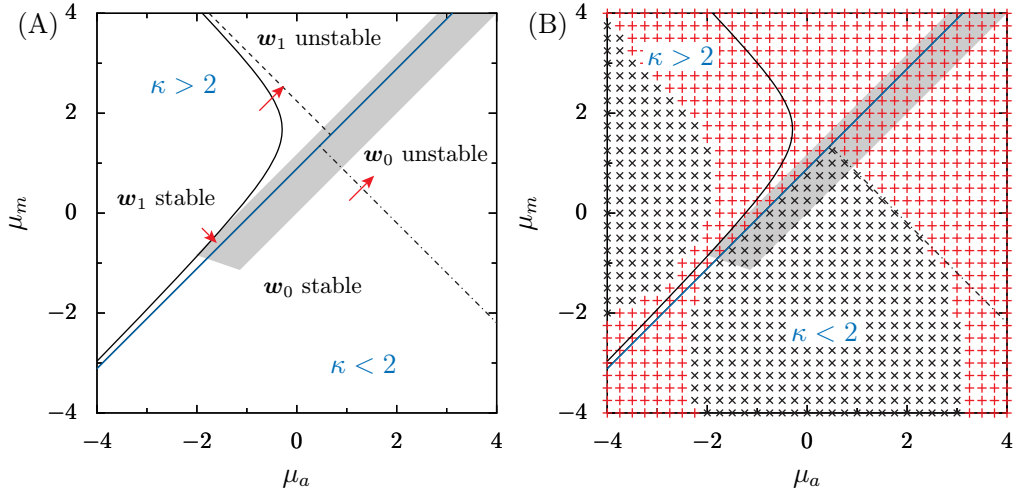 (A)
4
2
0
−2
−4
−4
−2
0
2
4
μm
μa
κ > 2
w1 unstable
w0 unstable
w1 stable
w0 stable
κ < 2
(B)
4
2
0
−2
−4
−4
−2
0
2
4
μm
μa
κ > 2
κ < 2